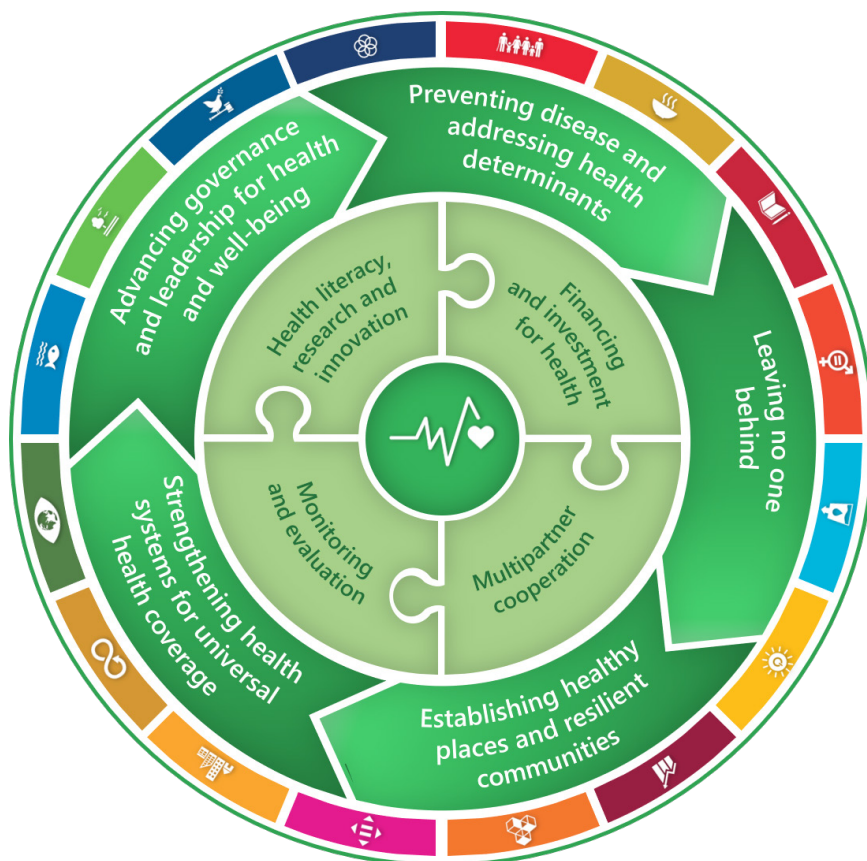 Preventing disease and
addressing health
determinants
Leaving no one
behind
Establishing healthy
places and resilient
communities
Strengthening health
systems for universal
health coverage
Advancing governance
and leadership for health
and well-being
Health literacy,
research and
innovation
Financing
and investment
for health
Multipartner
cooperation
Monitoring
and evaluation